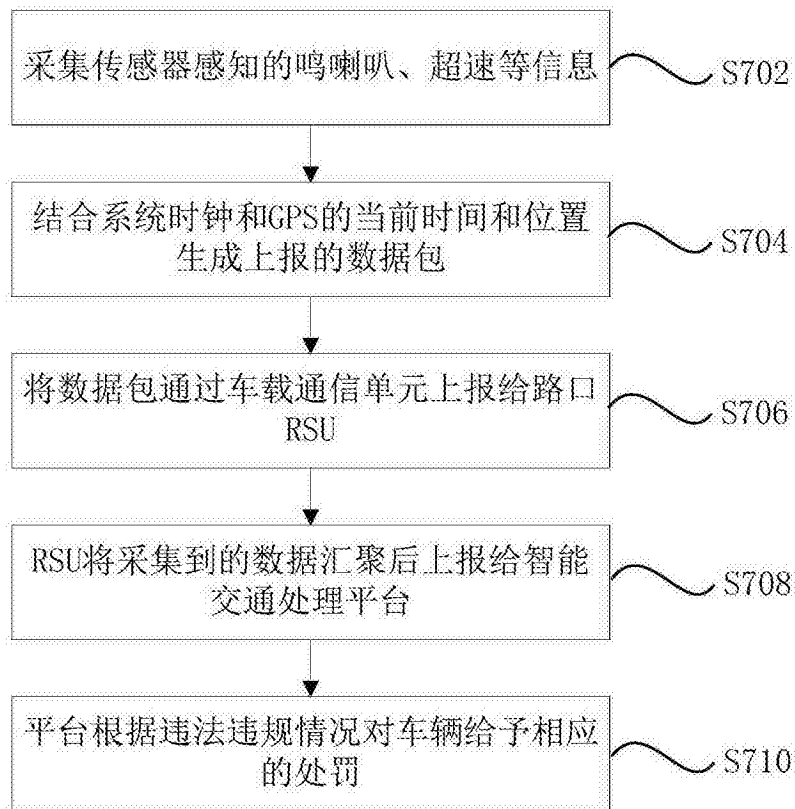 采集传感器感知的鸣喇叭、超速等信息
S702
结合系统时钟和GPS的当前时间和位置
生成上报的数据包
S704
将数据包通过车载通信单元上报给路口
RSU
S706
RSU将采集到的数据汇聚后上报给智能
交通处理平台
S708
平台根据违法违规情况对车辆给予相应
的处罚
S710